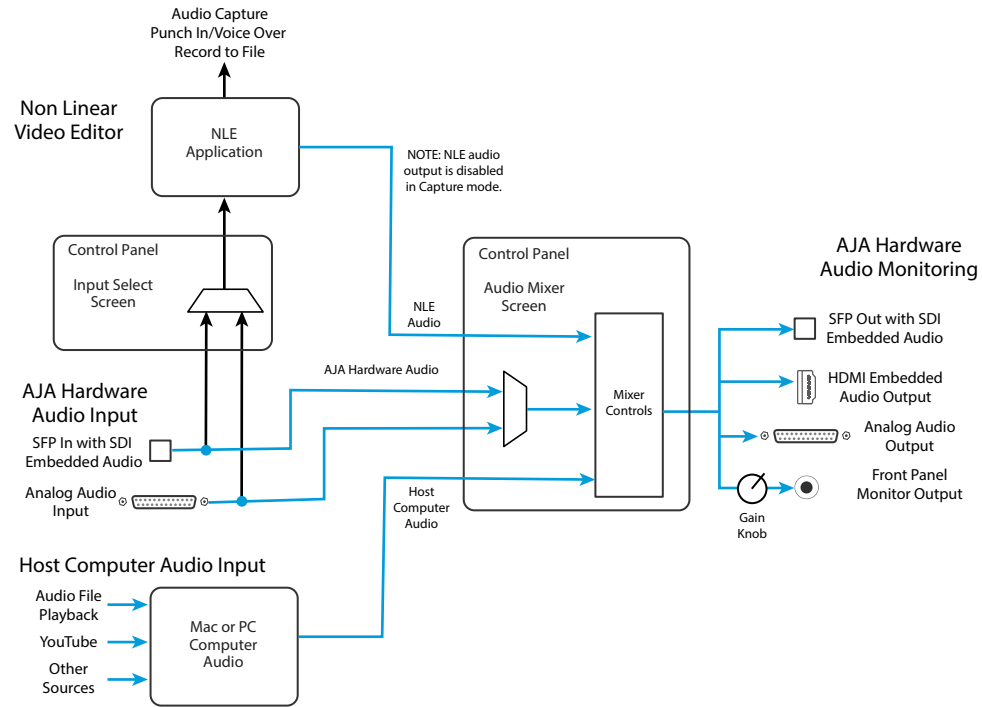 Audio Capture
Punch In/Voice Over
Record to File
Non Linear
Video Editor
NLE
Application
NOTE: NLE audio
output is disabled
in Capture mode.
Control Panel
Input Select
Screen
Control Panel
Audio Mixer
Screen
NLE
Audio
AJA Hardware Audio
Mixer
Controls
Host
Computer
Audio
AJA Hardware
Audio Monitoring
SFP Out with SDI
Embedded Audio
HDMI Embedded
Audio Output
Analog Audio
Output
Front Panel
Monitor Output
Gain
Knob
AJA Hardware
Audio Input
SFP In with SDI
Embedded Audio
Analog Audio
Input
Host Computer Audio Input
Audio File
Playback
YouTube
Other
Sources
Mac or PC
Computer
Audio